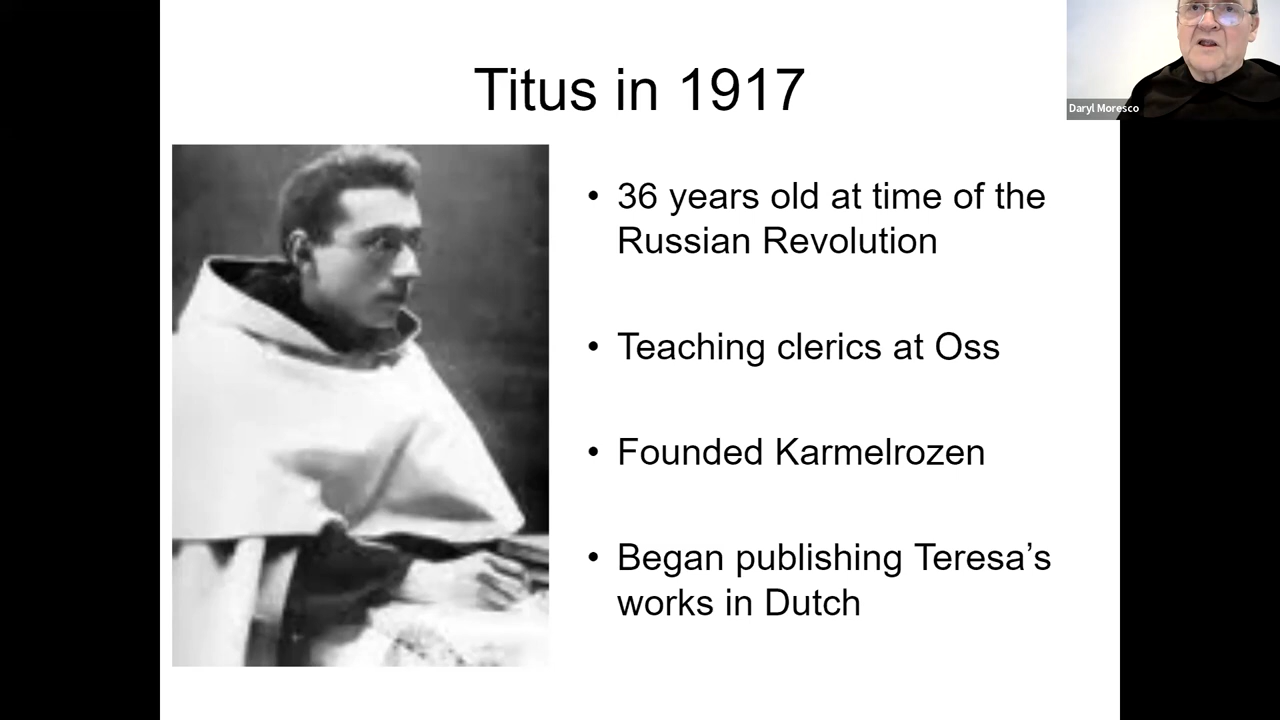 Titus in 1917
Daryl Moresco
• 36 years old at time of the
Russian Revolution
• Teaching clerics at Oss
• Founded Karmelrozen
• Began publishing Teresa’s
works in Dutch